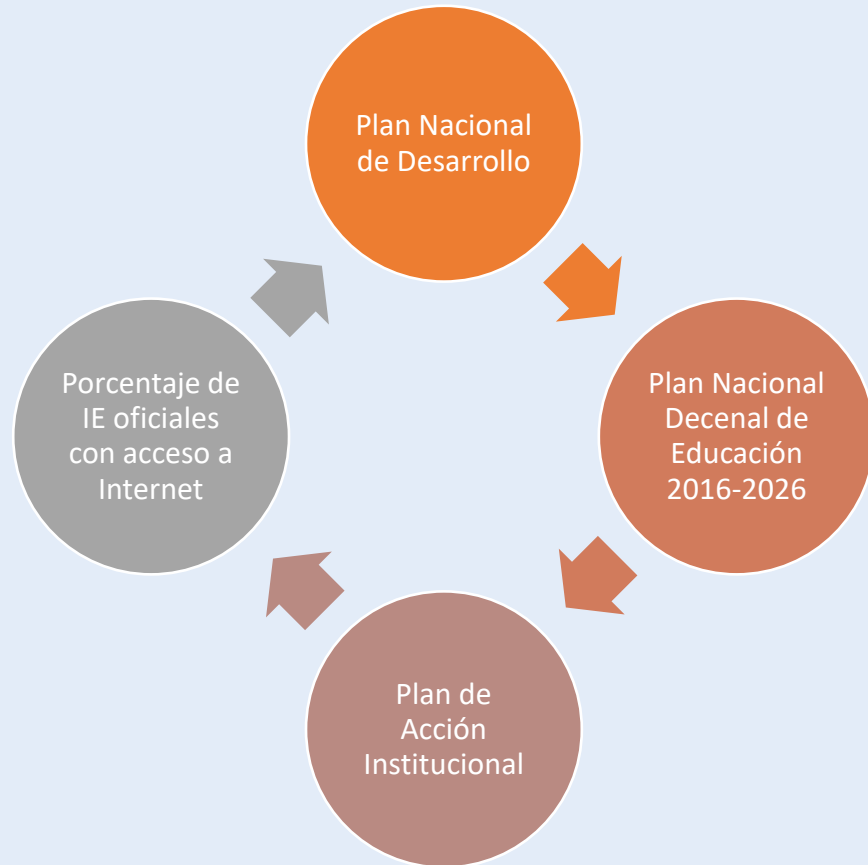 Plan Nacional
de Desarrollo
Plan Nacional
Decenal de
Educación
2016-2026
Plan de
Acción
Institucional
Porcentaje de
IE oficiales
con acceso a
Internet